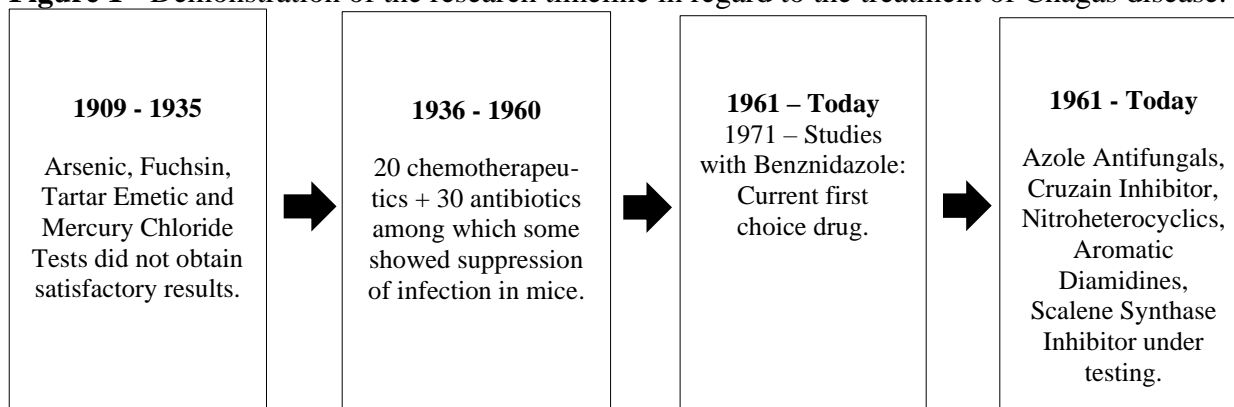 Figure 1 - Demonstration of the research timeline in regard to the treatment of Chagas disease.
1909 - 1935
Arsenic, Fuchsin,
Tartar Emetic and
Mercury Chloride
Tests did not obtain
satisfactory results.
1936 - 1960
20 chemotherapeu-
tics + 30 antibiotics
among which some
showed suppression
of infection in mice.
1961 – Today
1971 – Studies
with Benznidazole:
Current first
choice drug.
1961 - Today
Azole Antifungals,
Cruzain Inhibitor,
Nitroheterocyclics,
Aromatic
Diamidines,
Scalene Synthase
Inhibitor under
testing.